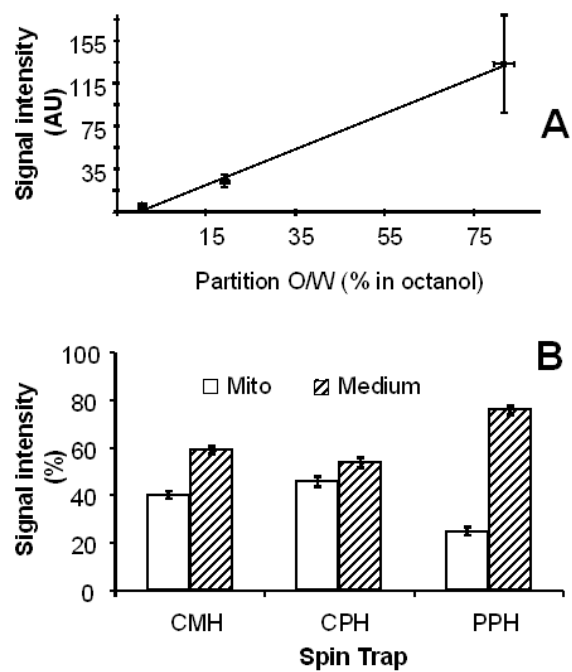 Signal intensity
(AU)
155
115
75
35
15 35 55 75
A
Partition O/W (% in octanol)
Signal intensity
(%)
100
80
60
40
20
0
Mito Medium
B
CMH CPH PPH
Spin Trap